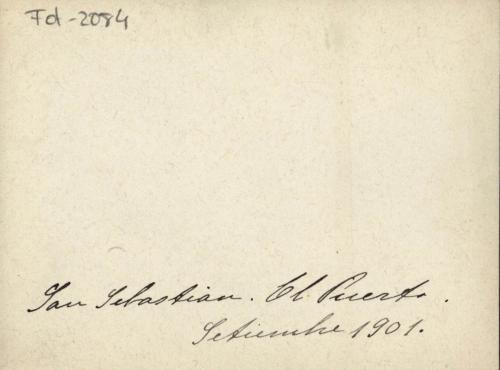 Fd-2084
San Sebastian. El Puerto.
Setiembre 1901.